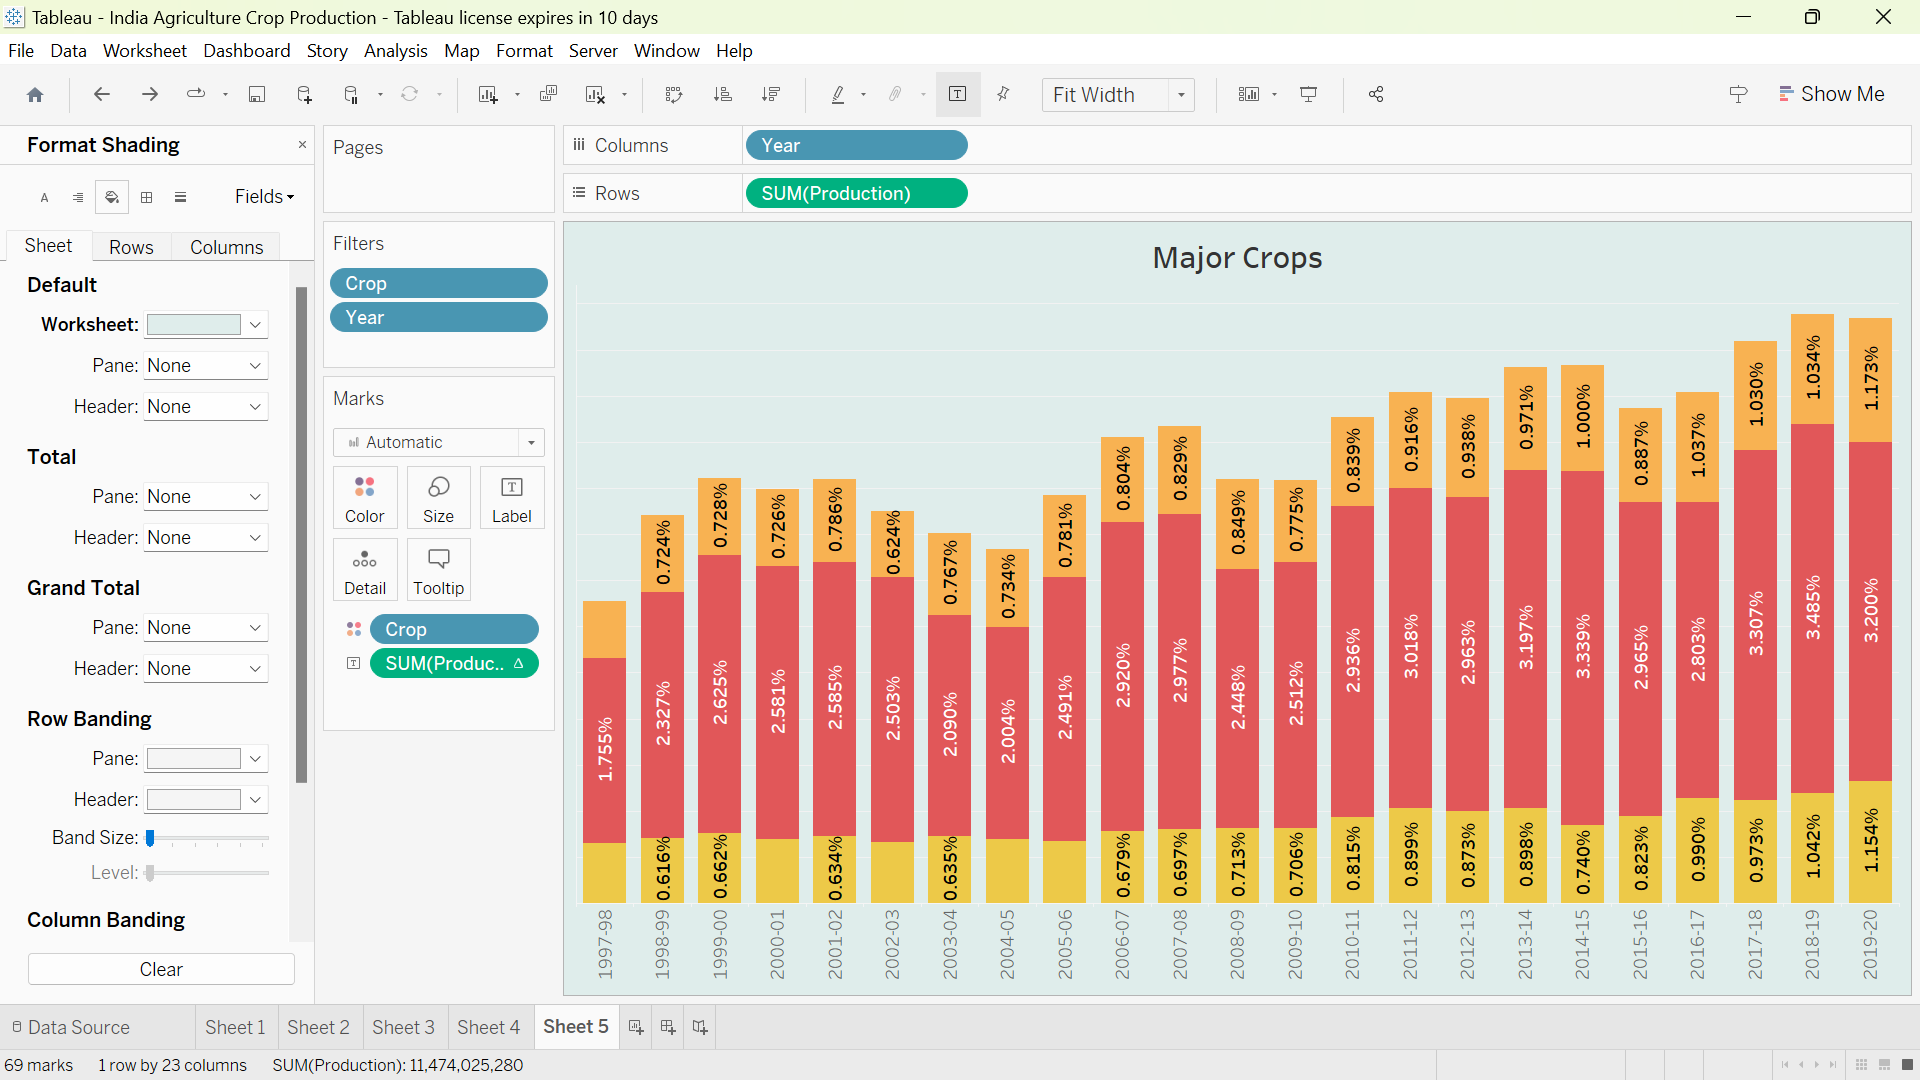 Tableau - India Agriculture Crop Production - Tableau license expires in 10 days
File Data Worksheet Dashboard Story Analysis Map Format Server Window Help
Fit Width
Show Me
Format Shading
Fields
Sheet Rows Columns
Default
Worksheet:
Pane: None
Header: None
Total
Pane: None
Header: None
Grand Total
Pane: None
Header: None
Row Banding
Pane:
Header:
Band Size:
Level:
Column Banding
Clear
Pages
Filters
Crop
Year
Marks
Automatic
Color Size Label
Detail Tooltip
Crop
SUM(Produc.. Δ
Columns Year
Rows SUM(Production)
Major Crops
1.755%
0.724% 2.327% 0.616%
0.728% 2.625% 0.662%
0.726% 2.581%
0.786% 2.585% 0.634%
0.624% 2.503%
0.767% 2.090% 0.635%
0.734% 2.004%
0.781% 2.491%
0.804% 2.920% 0.679%
0.829% 2.977% 0.697%
0.849% 2.448% 0.713%
0.775% 2.512% 0.706%
0.839% 2.936% 0.815%
0.916% 3.018% 0.899%
0.938% 2.963% 0.873%
0.971% 3.197% 0.898%
1.000% 3.339% 0.740%
0.887% 2.965% 0.823%
1.037% 2.803% 0.990%
1.030% 3.307% 0.973%
1.034% 3.485% 1.042%
1.173% 3.200% 1.154%
1997-98 1998-99 1999-00 2000-01 2001-02 2002-03 2003-04 2004-05 2005-06 2006-07 2007-08 2008-09 2009-10 2010-11 2011-12 2012-13 2013-14 2014-15 2015-16 2016-17 2017-18 2018-19 2019-20
Data Source Sheet 1 Sheet 2 Sheet 3 Sheet 4 Sheet 5
69 marks 1 row by 23 columns SUM(Production): 11,474,025,280